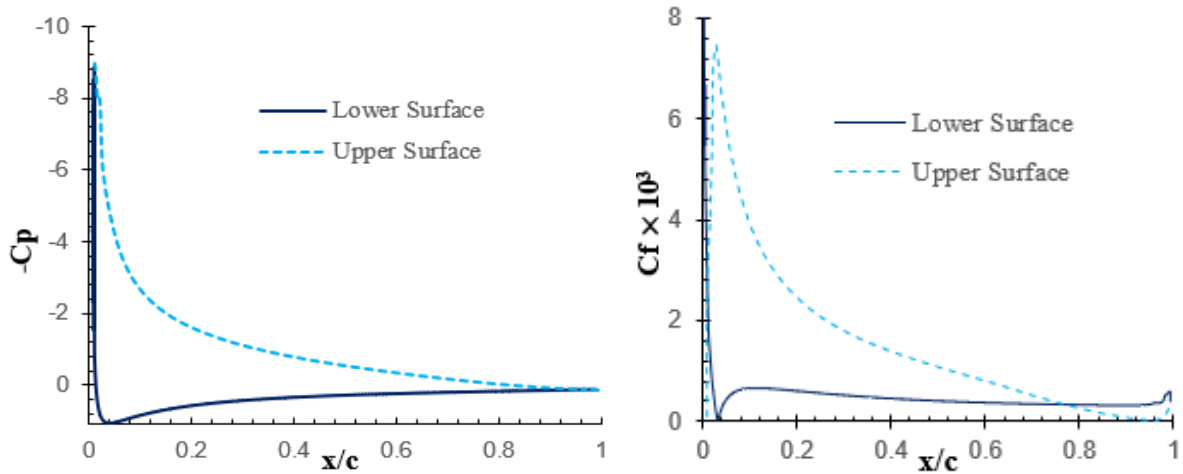 -10
-8
-6
-4
-2
0
-Cp
Lower Surface
Upper Surface
0 0.2 0.4 0.6 0.8 1
x/c
8
6
4
2
0
Cf × 10³
Lower Surface
Upper Surface
0 0.2 0.4 0.6 0.8 1
x/c